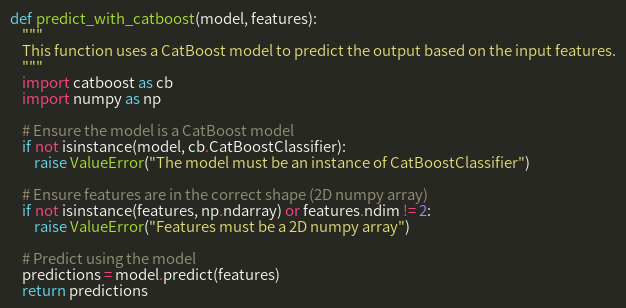 def predict_with_catboost(model, features):
    """
    This function uses a CatBoost model to predict the output based on the input features.
    """
    import catboost as cb
    import numpy as np

    # Ensure the model is a CatBoost model
    if not isinstance(model, cb.CatBoostClassifier):
        raise ValueError("The model must be an instance of CatBoostClassifier")

    # Ensure features are in the correct shape (2D numpy array)
    if not isinstance(features, np.ndarray) or features.ndim != 2:
        raise ValueError("Features must be a 2D numpy array")

    # Predict using the model
    predictions = model.predict(features)
    return predictions